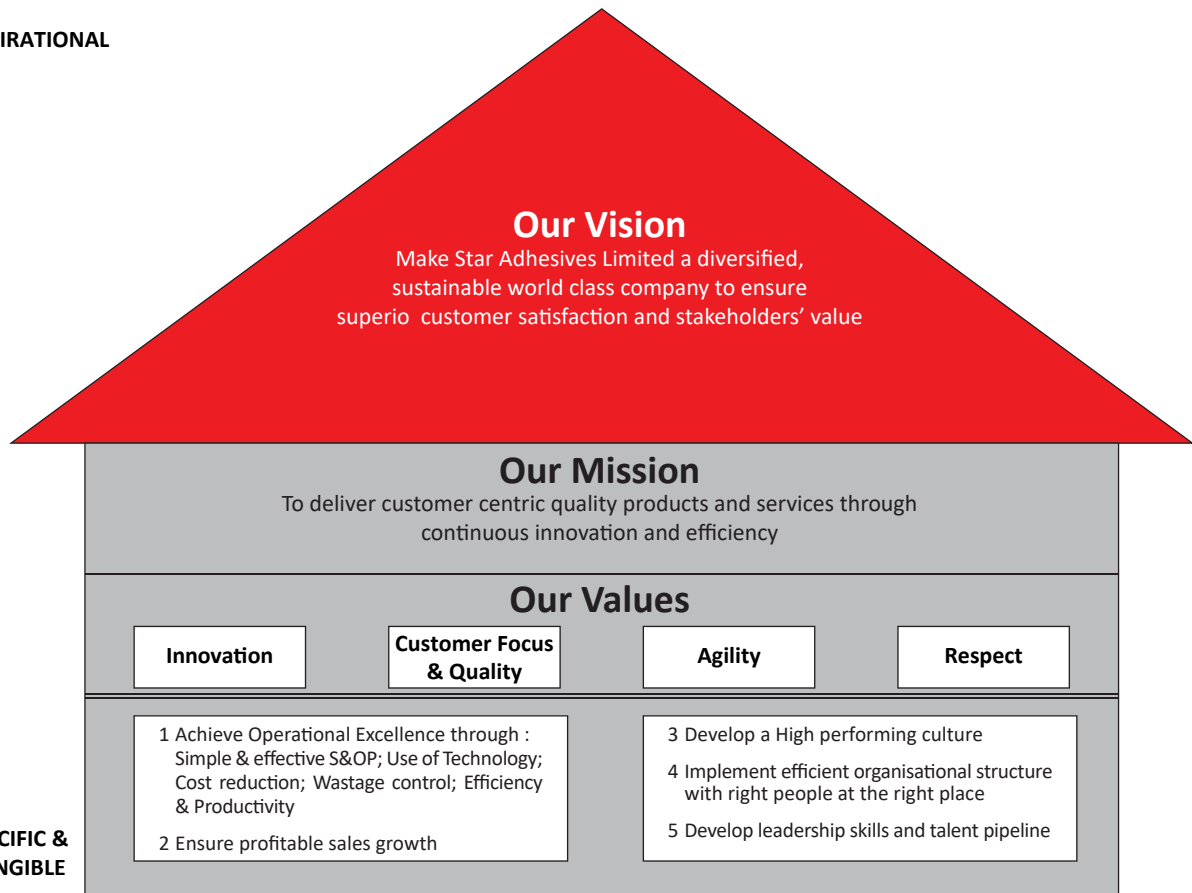 IRATIONAL
Our Vision
Make Star Adhesives Limited a diversified,
sustainable world class company to ensure
superio customer satisfaction and stakeholders’ value
Our Mission
To deliver customer centric quality products and services through
continuous innovation and efficiency
Our Values
Innovation
Customer Focus
& Quality
Agility
Respect
1 Achieve Operational Excellence through :
Simple & effective S&OP; Use of Technology;
Cost reduction; Wastage control; Efficiency
& Productivity
2 Ensure profitable sales growth
3 Develop a High performing culture
4 Implement efficient organisational structure
with right people at the right place
5 Develop leadership skills and talent pipeline
CIFIC &
NGIBLE